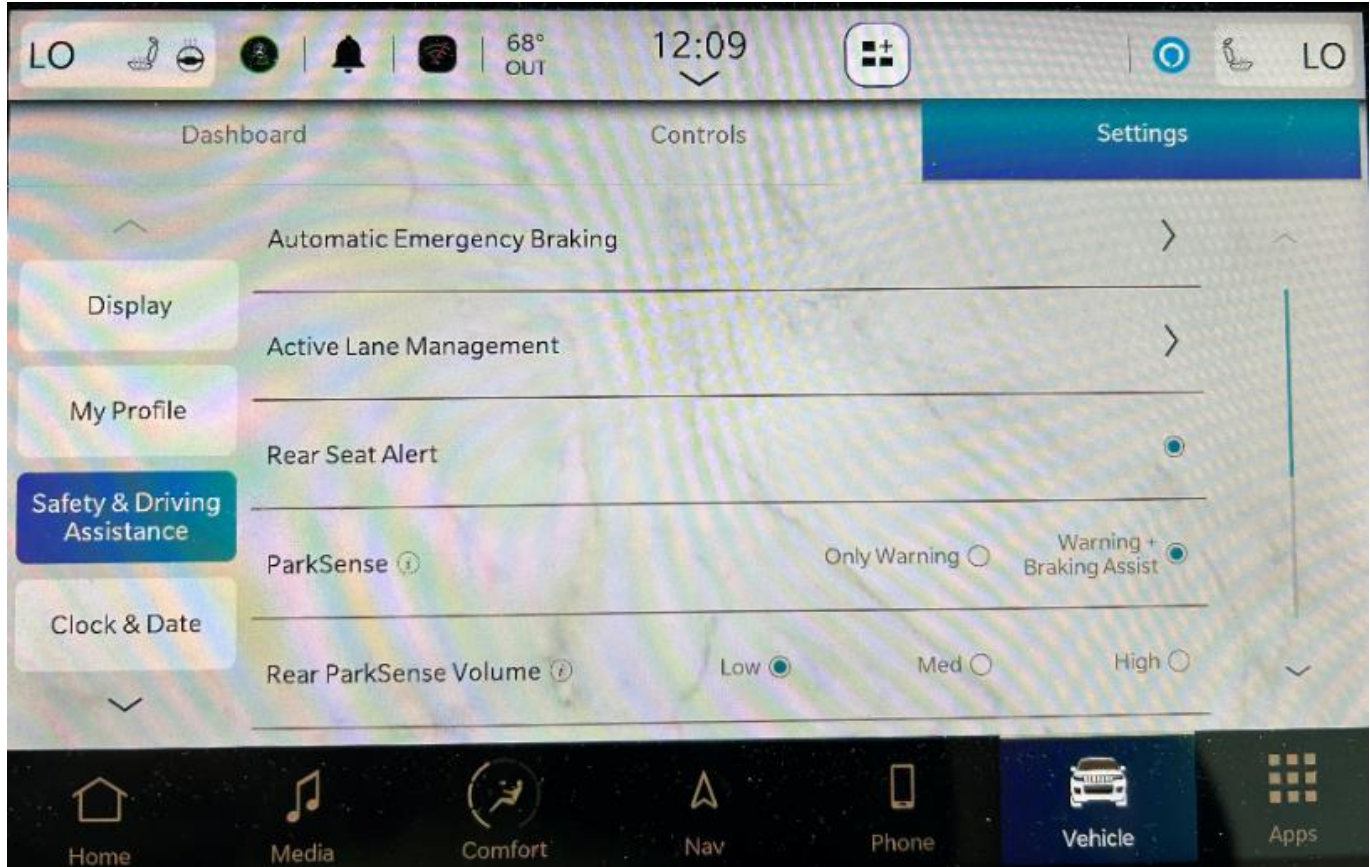 LO
68°
OUT
12:09
LO
Dashboard
Controls
Settings
Display
My Profile
Safety & Driving
Assistance
Clock & Date
Automatic Emergency Braking
Active Lane Management
Rear Seat Alert
ParkSense
Only Warning
Warning +
Braking Assist
Rear ParkSense Volume
Low
Med
High
Home
Media
Comfort
Nav
Phone
Vehicle
Apps